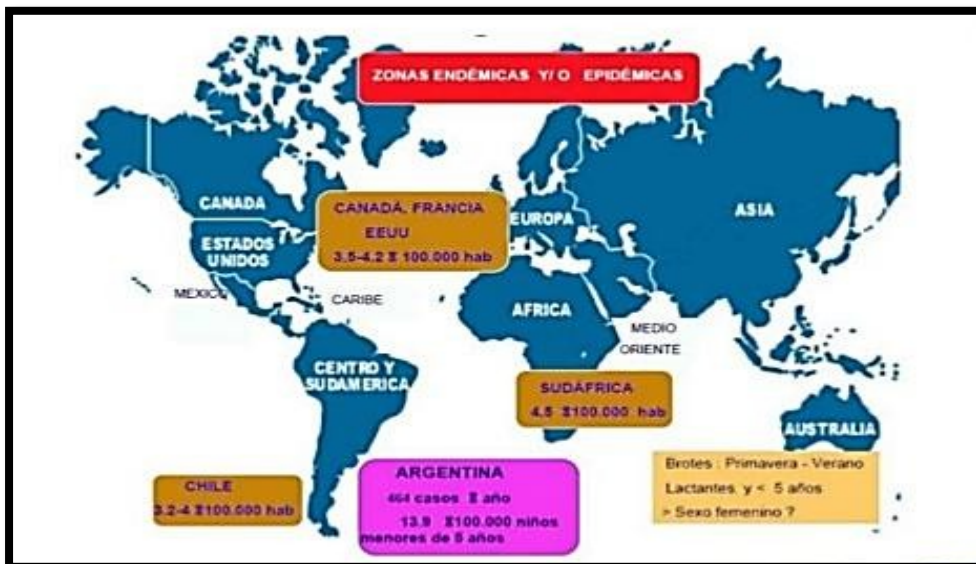 ZONAS ENDÉMICAS Y/O EPIDÉMICAS
CANADA
CANADÁ, FRANCIA
EEUU
3.5-4.2 X 100.000 hab
EUROPA
ASIA
ESTADOS
UNIDOS
MEXICO
CARIBE
AFRICA
MEDIO
ORIENTE
CENTRO Y
SUDAMERICA
SUDÁFRICA
4.5 X100.000 hab
AUSTRALIA
CHILE
3.2-4 X100.000 hab
ARGENTINA
464 casos X año
13.9 X100.000 niños
menores de 5 años
Brotes : Primavera - Verano
Lactantes y < 5 años
> Sexo femenino ?